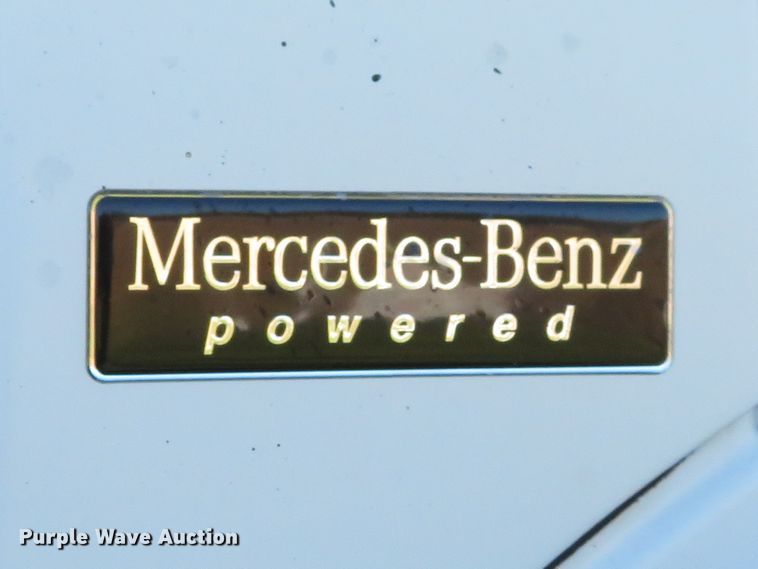 Mercedes-Benz
powered
Purple Wave Auction